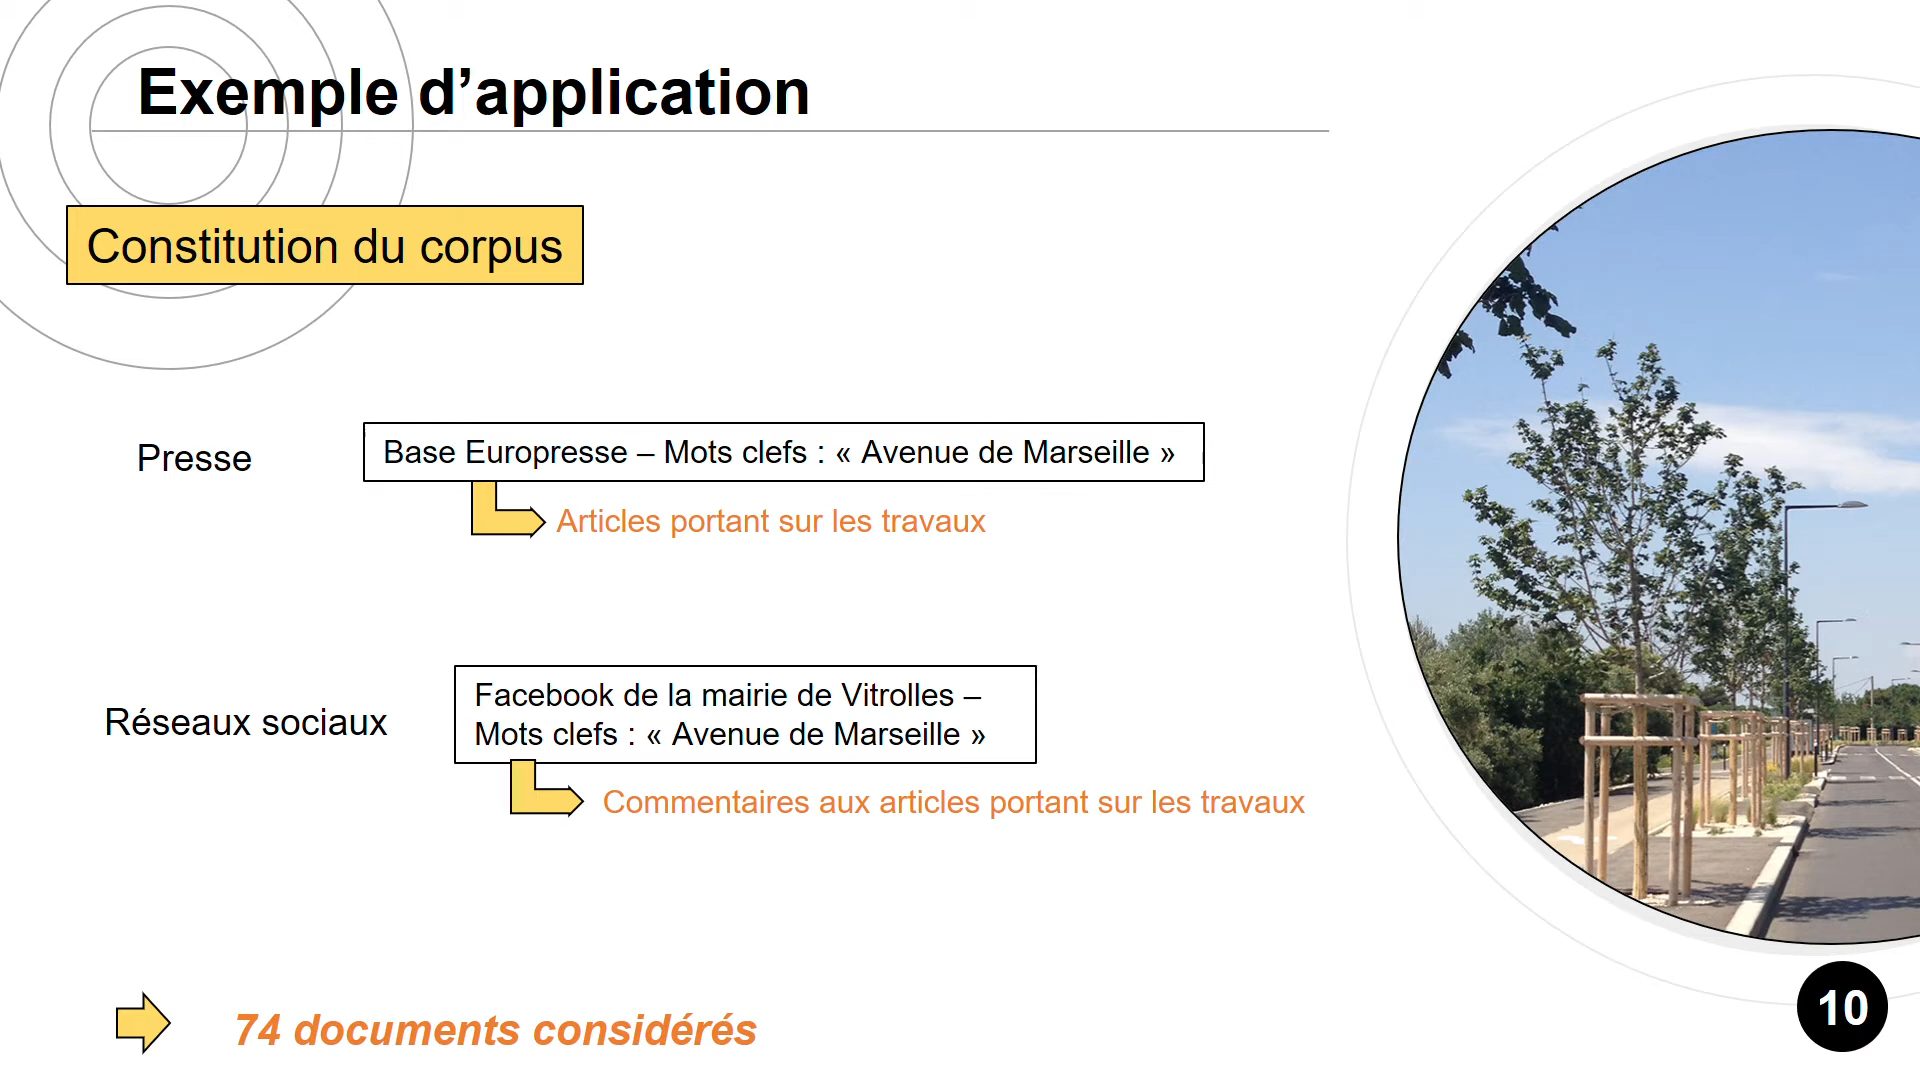 Exemple d’application
Constitution du corpus
Presse
Base Europresse – Mots clefs : « Avenue de Marseille »
Articles portant sur les travaux
Réseaux sociaux
Facebook de la mairie de Vitrolles –
Mots clefs : « Avenue de Marseille »
Commentaires aux articles portant sur les travaux
74 documents considérés
10